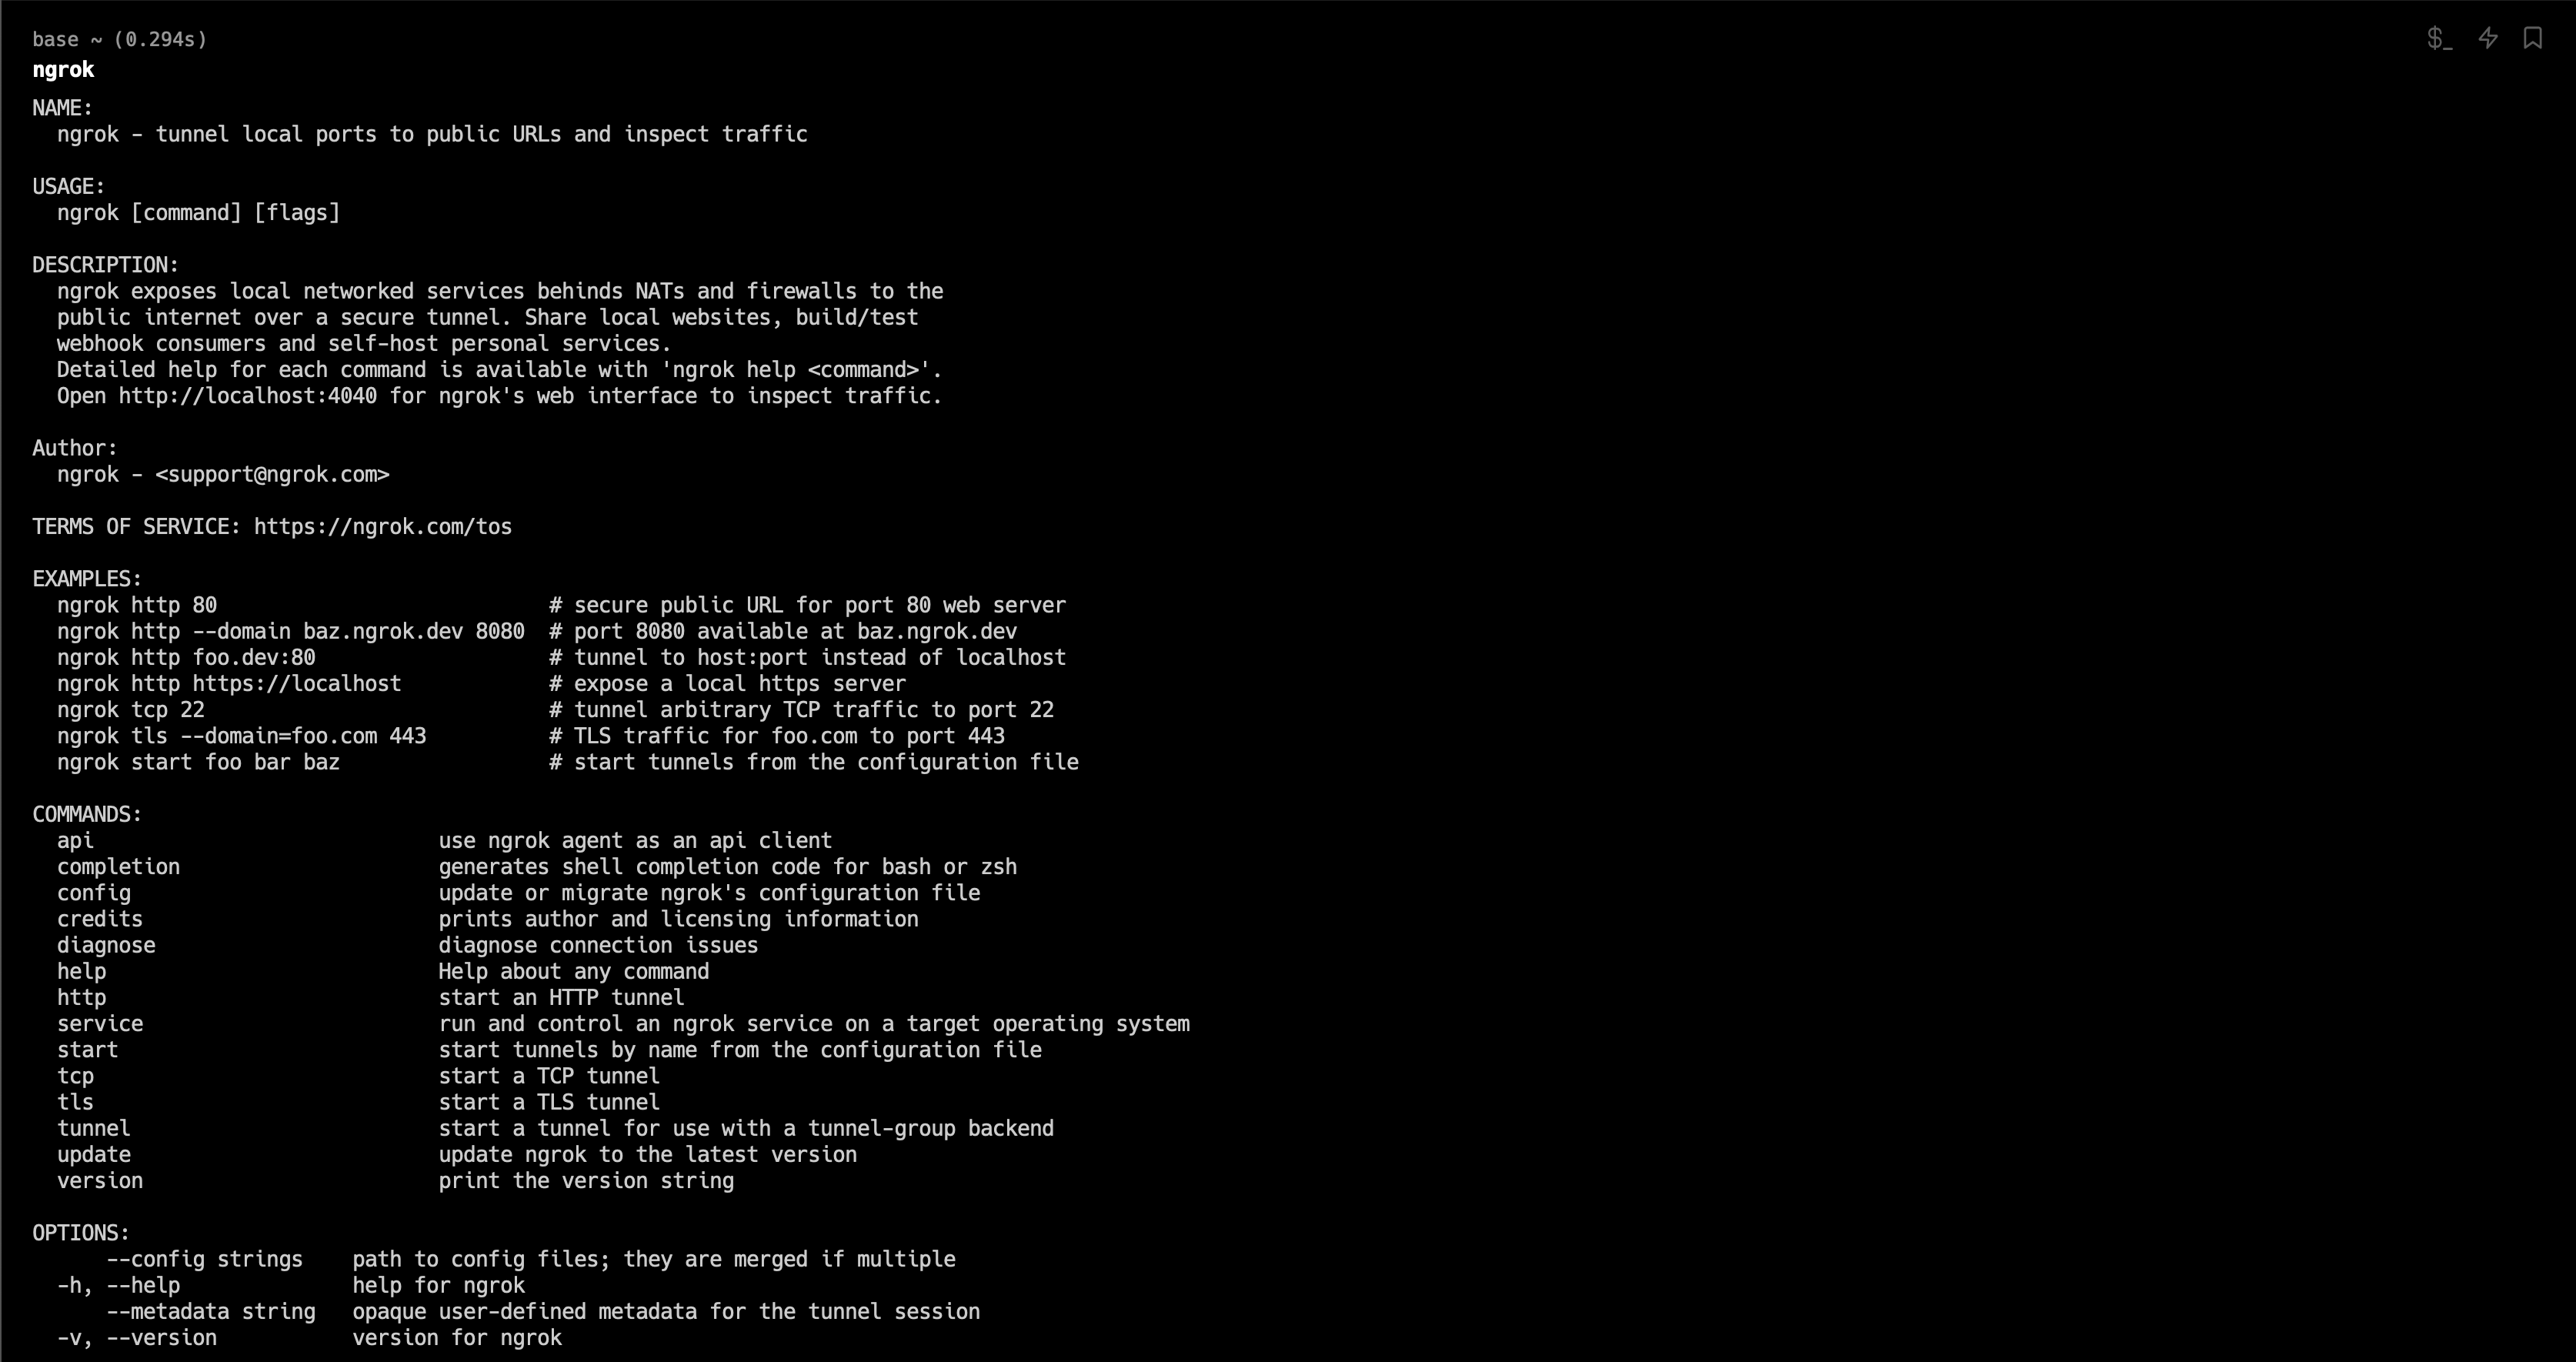 base ~ (0.294s)
$_
ngrok
NAME:
  ngrok - tunnel local ports to public URLs and inspect traffic

USAGE:
  ngrok [command] [flags]

DESCRIPTION:
  ngrok exposes local networked services behinds NATs and firewalls to the
  public internet over a secure tunnel. Share local websites, build/test
  webhook consumers and self-host personal services.
  Detailed help for each command is available with 'ngrok help <command>'.
  Open http://localhost:4040 for ngrok's web interface to inspect traffic.

Author:
  ngrok - <support@ngrok.com>

TERMS OF SERVICE: https://ngrok.com/tos

EXAMPLES:
  ngrok http 80                           # secure public URL for port 80 web server
  ngrok http --domain baz.ngrok.dev 8080  # port 8080 available at baz.ngrok.dev
  ngrok http foo.dev:80                   # tunnel to host:port instead of localhost
  ngrok http https://localhost            # expose a local https server
  ngrok tcp 22                            # tunnel arbitrary TCP traffic to port 22
  ngrok tls --domain=foo.com 443          # TLS traffic for foo.com to port 443
  ngrok start foo bar baz                 # start tunnels from the configuration file

COMMANDS:
  api                            use ngrok agent as an api client
  completion                     generates shell completion code for bash or zsh
  config                         update or migrate ngrok's configuration file
  credits                        prints author and licensing information
  diagnose                       diagnose connection issues
  help                           Help about any command
  http                           start an HTTP tunnel
  service                        run and control an ngrok service on a target operating system
  start                          start tunnels by name from the configuration file
  tcp                            start a TCP tunnel
  tls                            start a TLS tunnel
  tunnel                         start a tunnel for use with a tunnel-group backend
  update                         update ngrok to the latest version
  version                        print the version string

OPTIONS:
      --config strings    path to config files; they are merged if multiple
  -h, --help              help for ngrok
      --metadata string   opaque user-defined metadata for the tunnel session
  -v, --version           version for ngrok